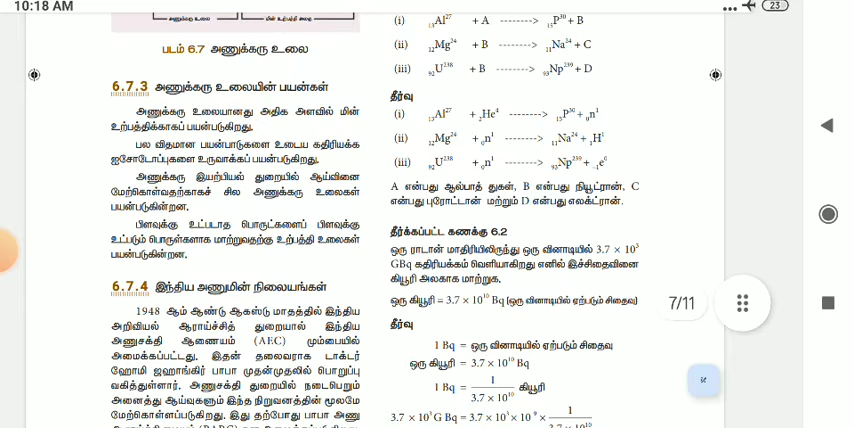 10:18 AM
... 23
அணுக்கரு உலை
மின் உற்பத்தி அறை
படம் 6.7 அணுக்கரு உலை
6.7.3 அணுக்கரு உலையின் பயன்கள்
அணுக்கரு உலையானது அதிக அளவில் மின்
உற்பத்திக்காகப் பயன்படுகிறது.
பல விதமான பயன்பாடுகளை உடைய கதிரியக்க
ஐசோடோப்புகளை உருவாக்கப் பயன்படுகிறது.
அணுக்கரு இயற்பியல் துறையில் ஆய்வினை
மேற்கொள்வதற்காகச் சில அணுக்கரு உலைகள்
பயன்படுகின்றன.
பிளவுக்கு உட்படாத பொருட்களைப் பிளவுக்கு
உட்படும் பொருள்களாக மாற்றுவதற்கு உற்பத்தி உலைகள்
பயன்படுகின்றன.
6.7.4 இந்திய அணுமின் நிலையங்கள்
1948 ஆம் ஆண்டு ஆகஸ்டு மாதத்தில் இந்திய
அறிவியல் ஆராய்ச்சித் துறையால் இந்திய
அணுசக்தி ஆணையம் (AEC) மும்பையில்
அமைக்கப்பட்டது. இதன் தலைவராக டாக்டர்
ஹோமி ஜஹாங்கிர் பாபா முதன்முதலில் பொறுப்பு
வகித்துள்ளார். அணுசக்தி துறையில் நடைபெறும்
அனைத்து ஆய்வுகளும் இந்த நிறுவனத்தின் மூலமே
மேற்கொள்ளப்படுகிறது. இது தற்போது பாபா அணு
(i) ₁₃Al²⁷ + A --------> ₁₅P³⁰ + B
(ii) ₁₂Mg²⁴ + B --------> ₁₁Na²⁴ + C
(iii) ₉₂U²³⁸ + B --------> ₉₃Np²³⁹ + D
தீர்வு
(i) ₁₃Al²⁷ + ₂He⁴ --------> ₁₅P³⁰ + ₀n¹
(ii) ₁₂Mg²⁴ + ₀n¹ --------> ₁₁Na²⁴ + ₁H¹
(iii) ₉₂U²³⁸ + ₀n¹ --------> ₉₃Np²³⁹ + ₋₁e⁰
A என்பது ஆல்பாத் துகள், B என்பது நியூட்ரான், C
என்பது புரோட்டான் மற்றும் D என்பது எலக்ட்ரான்.
தீர்க்கப்பட்ட கணக்கு 6.2
ஒரு ராடான் மாதிரியிலிருந்து ஒரு வினாடியில் 3.7 × 10³
GBq கதிரியக்கம் வெளியாகிறது எனில் இச்சிதைவினை
கியூரி அலகாக மாற்றுக.
ஒரு கியூரி = 3.7 × 10¹⁰ Bq (ஒரு வினாடியில் ஏற்படும் சிதைவு)
தீர்வு
1 Bq = ஒரு வினாடியில் ஏற்படும் சிதைவு
ஒரு கியூரி = 3.7 × 10¹⁰ Bq
1 Bq = 1 / 3.7 × 10¹⁰ கியூரி
3.7 × 10³ G Bq = 3.7 × 10³ × 10⁹ × 1 / 3.7 × 10¹⁰
7/11